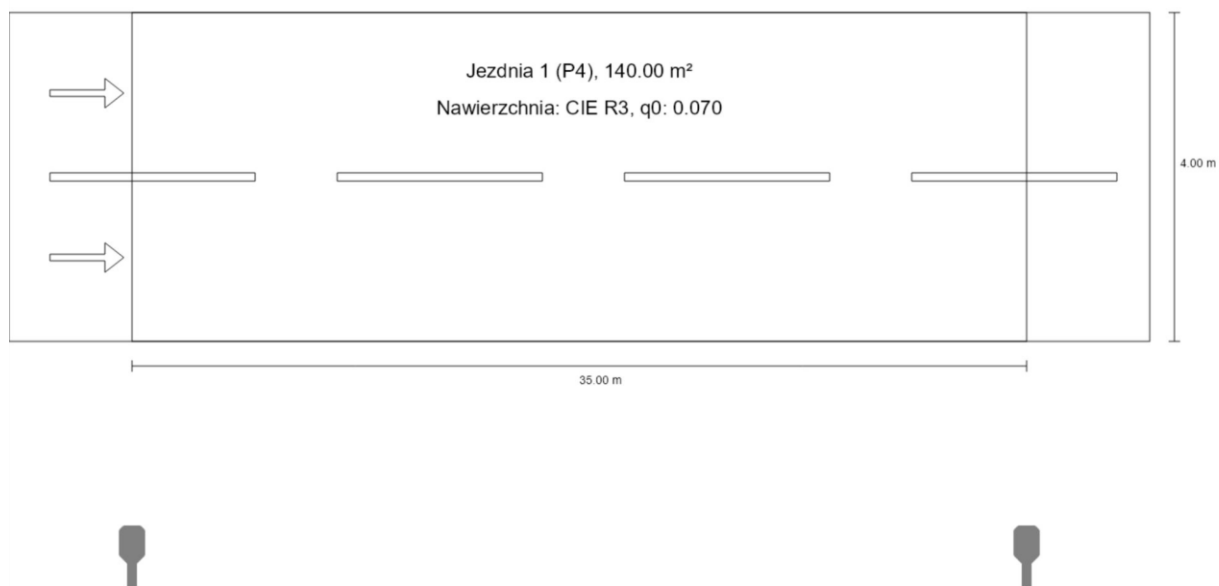 Jezdnia 1 (P4), 140.00 m²
Nawierzchnia: CIE R3, q0: 0.070
4.00 m
35.00 m